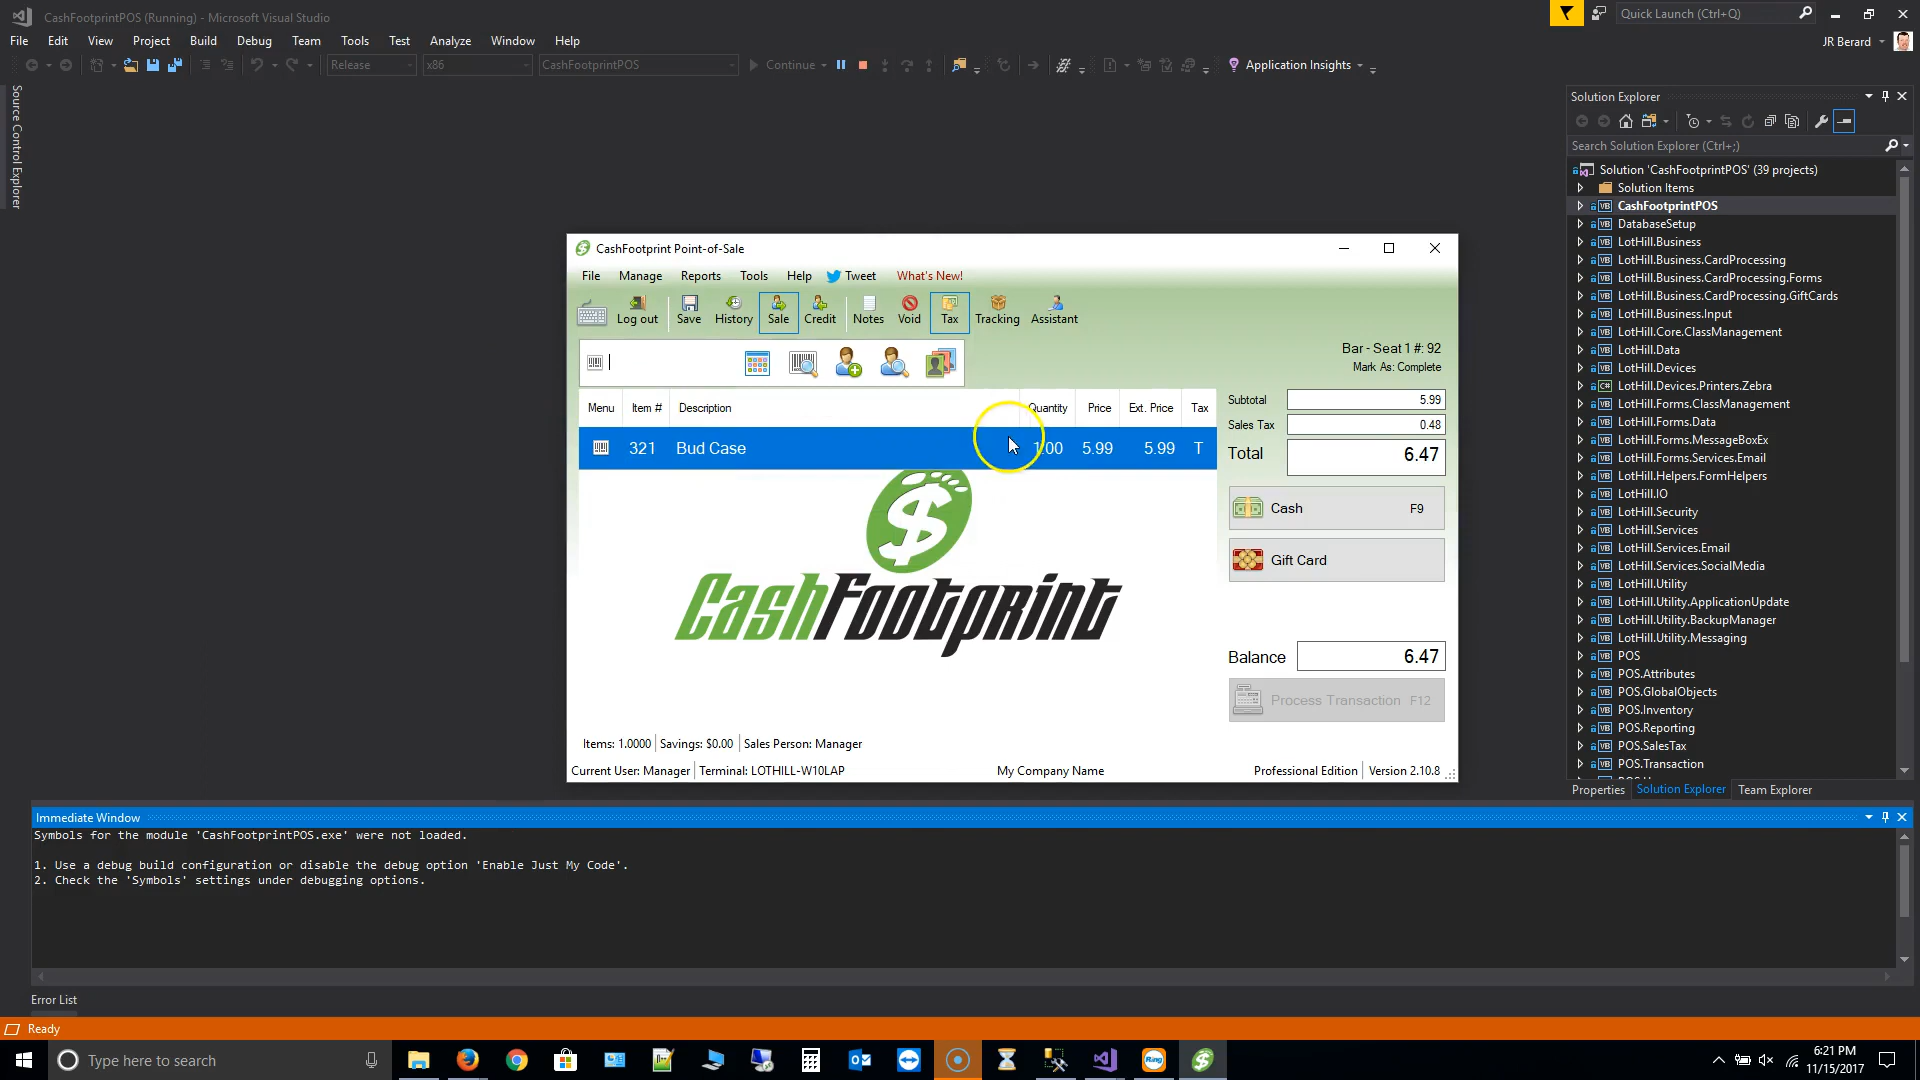 CashFootprintPOS (Running) - Microsoft Visual Studio
Quick Launch (Ctrl+Q)
File Edit View Project Build Debug Team Tools Test Analyze Window Help
JR Berard
Release x86 CashFootprintPOS Continue Application Insights
Source Control Explorer
Solution Explorer
Search Solution Explorer (Ctrl+;)
Solution 'CashFootprintPOS' (39 projects)
Solution Items
CashFootprintPOS
DatabaseSetup
LotHill.Business
LotHill.Business.CardProcessing
LotHill.Business.CardProcessing.Forms
LotHill.Business.CardProcessing.GiftCards
LotHill.Business.Input
LotHill.Core.ClassManagement
LotHill.Data
LotHill.Devices
LotHill.Devices.Printers.Zebra
LotHill.Forms.ClassManagement
LotHill.Forms.Data
LotHill.Forms.MessageBoxEx
LotHill.Forms.Services.Email
LotHill.Helpers.FormHelpers
LotHill.IO
LotHill.Security
LotHill.Services
LotHill.Services.Email
LotHill.Services.SocialMedia
LotHill.Utility
LotHill.Utility.ApplicationUpdate
LotHill.Utility.BackupManager
LotHill.Utility.Messaging
POS
POS.Attributes
POS.GlobalObjects
POS.Inventory
POS.Reporting
POS.SalesTax
POS.Transaction
Properties Solution Explorer Team Explorer
CashFootprint Point-of-Sale
File Manage Reports Tools Help Tweet What's New!
Log out Save History Sale Credit Notes Void Tax Tracking Assistant
Bar - Seat 1 #: 92
Mark As: Complete
Menu Item # Description Quantity Price Ext. Price Tax
321 Bud Case 1.00 5.99 5.99 T
Subtotal 5.99
Sales Tax 0.48
Total 6.47
Cash F9
Gift Card
CashFootprint
Balance 6.47
Process Transaction F12
Items: 1.0000 Savings: $0.00 Sales Person: Manager
Current User: Manager Terminal: LOTHILL-W10LAP My Company Name Professional Edition Version 2.10.8
Immediate Window
Symbols for the module 'CashFootprintPOS.exe' were not loaded.
1. Use a debug build configuration or disable the debug option 'Enable Just My Code'.
2. Check the 'Symbols' settings under debugging options.
Error List
Ready
Type here to search
Ring
6:21 PM
11/15/2017